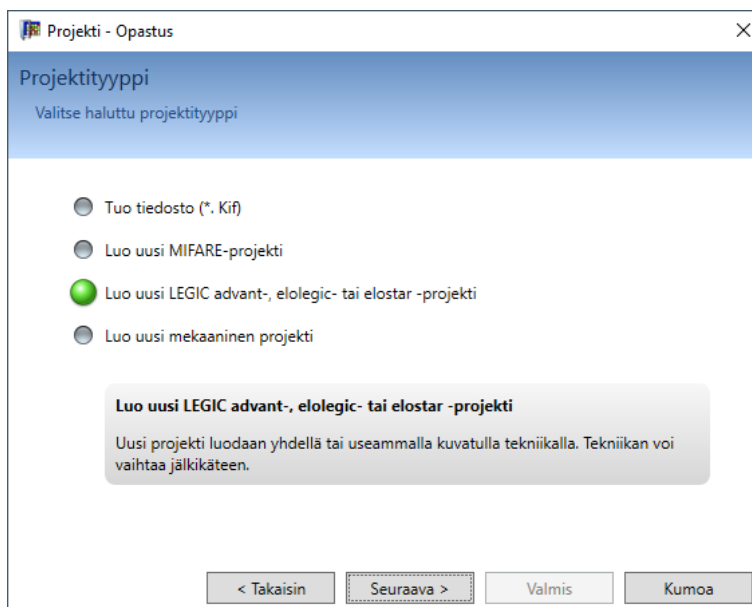 Projekti - Opastus
Projektityyppi
Valitse haluttu projektityyppi
Tuo tiedosto (*. Kif)
Luo uusi MIFARE-projekti
Luo uusi LEGIC advant-, elolegic- tai elostar -projekti
Luo uusi mekaaninen projekti
Luo uusi LEGIC advant-, elolegic- tai elostar -projekti
Uusi projekti luodaan yhdellä tai useammalla kuvatulla tekniikalla. Tekniikan voi
vaihtaa jälkikäteen.
< Takaisin Seuraava > Valmis Kumoa